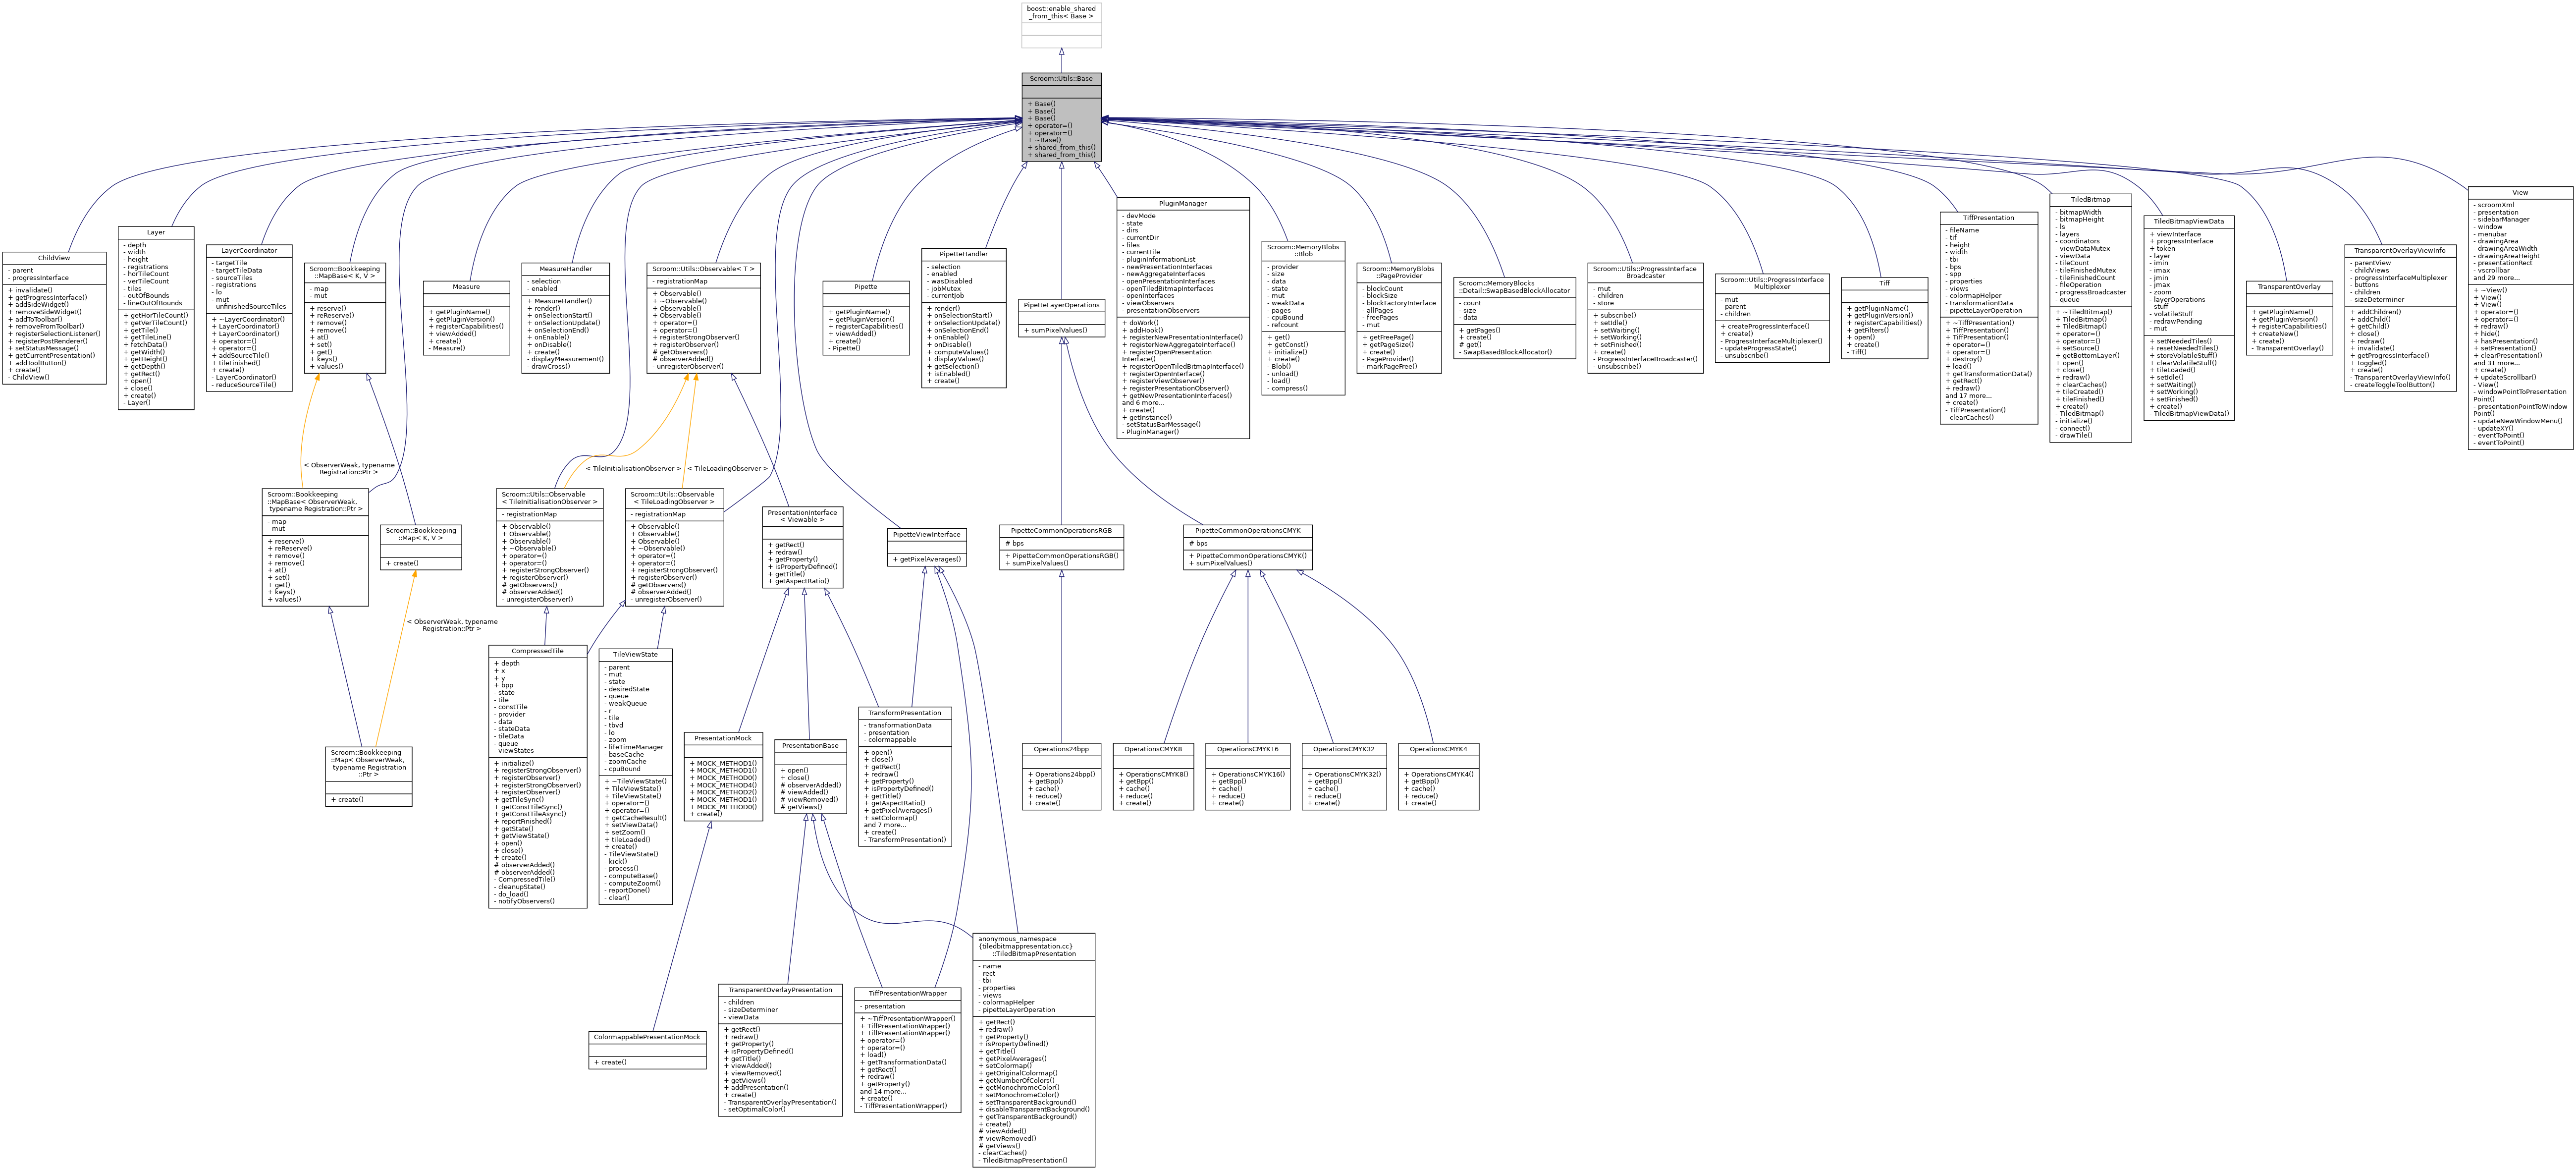 boost::enable_shared
_from_this< Base >
Scroom::Utils::Base
+ Base()
+ Base()
+ Base()
+ operator=()
+ operator=()
+ ~Base()
+ shared_from_this()
+ shared_from_this()
ChildView
- parent
- progressInterface
+ invalidate()
+ getProgressInterface()
+ addSideWidget()
+ removeSideWidget()
+ addToToolbar()
+ removeFromToolbar()
+ registerSelectionListener()
+ registerPostRenderer()
+ setStatusMessage()
+ getCurrentPresentation()
+ addToolButton()
+ create()
- ChildView()
Layer
- depth
- width
- height
- registrations
- horTileCount
- verTileCount
- tiles
- outOfBounds
- lineOutOfBounds
+ getHorTileCount()
+ getVerTileCount()
+ getTile()
+ getTileLine()
+ fetchData()
+ getWidth()
+ getHeight()
+ getDepth()
+ getRect()
+ open()
+ close()
+ create()
- Layer()
LayerCoordinator
- targetTile
- targetTileData
- sourceTiles
- registrations
- lo
- mut
- unfinishedSourceTiles
+ ~LayerCoordinator()
+ LayerCoordinator()
+ LayerCoordinator()
+ operator=()
+ operator=()
+ addSourceTile()
+ tileFinished()
+ create()
- LayerCoordinator()
- reduceSourceTile()
Scroom::Bookkeeping
::MapBase< K, V >
- map
- mut
+ reserve()
+ reReserve()
+ remove()
+ remove()
+ at()
+ set()
+ get()
+ keys()
+ values()
Measure
+ getPluginName()
+ getPluginVersion()
+ registerCapabilities()
+ viewAdded()
+ create()
- Measure()
MeasureHandler
- selection
- enabled
+ MeasureHandler()
+ render()
+ onSelectionStart()
+ onSelectionUpdate()
+ onSelectionEnd()
+ onEnable()
+ onDisable()
+ create()
- displayMeasurement()
- drawCross()
Scroom::Utils::Observable< T >
- registrationMap
+ Observable()
+ ~Observable()
+ Observable()
+ Observable()
+ operator=()
+ operator=()
+ registerStrongObserver()
+ registerObserver()
# getObservers()
# observerAdded()
- unregisterObserver()
Pipette
+ getPluginName()
+ getPluginVersion()
+ registerCapabilities()
+ viewAdded()
+ create()
- Pipette()
PipetteHandler
- selection
- enabled
- wasDisabled
- jobMutex
- currentJob
+ render()
+ onSelectionStart()
+ onSelectionUpdate()
+ onSelectionEnd()
+ onEnable()
+ onDisable()
+ computeValues()
+ displayValues()
+ getSelection()
+ isEnabled()
+ create()
PipetteLayerOperations
+ sumPixelValues()
PluginManager
- devMode
- state
- dirs
- currentDir
- files
- currentFile
- pluginInformationList
- newPresentationInterfaces
- newAggregateInterfaces
- openPresentationInterfaces
- openTiledBitmapInterfaces
- openInterfaces
- viewObservers
- presentationObservers
+ doWork()
+ addHook()
+ registerNewPresentationInterface()
+ registerNewAggregateInterface()
+ registerOpenPresentation
Interface()
+ registerOpenTiledBitmapInterface()
+ registerOpenInterface()
+ registerViewObserver()
+ registerPresentationObserver()
+ getNewPresentationInterfaces()
and 6 more...
+ create()
+ getInstance()
- setStatusBarMessage()
- PluginManager()
Scroom::MemoryBlobs
::Blob
- provider
- size
- data
- state
- mut
- weakData
- pages
- cpuBound
- refcount
+ get()
+ getConst()
+ initialize()
+ create()
- Blob()
- unload()
- load()
- compress()
Scroom::MemoryBlobs
::PageProvider
- blockCount
- blockSize
- blockFactoryInterface
- allPages
- freePages
- mut
+ getFreePage()
+ getPageSize()
+ create()
- PageProvider()
- markPageFree()
Scroom::MemoryBlocks
::Detail::SwapBasedBlockAllocator
- count
- size
- data
+ getPages()
+ create()
# get()
- SwapBasedBlockAllocator()
Scroom::Utils::ProgressInterface
Broadcaster
- mut
- children
- store
+ subscribe()
+ setIdle()
+ setWaiting()
+ setWorking()
+ setFinished()
+ create()
- ProgressInterfaceBroadcaster()
- unsubscribe()
Scroom::Utils::ProgressInterface
Multiplexer
- mut
- parent
- children
+ createProgressInterface()
+ create()
- ProgressInterfaceMultiplexer()
- updateProgressState()
- unsubscribe()
Tiff
+ getPluginName()
+ getPluginVersion()
+ registerCapabilities()
+ getFilters()
+ open()
+ create()
- Tiff()
TiffPresentation
- fileName
- tif
- height
- width
- tbi
- bps
- spp
- properties
- views
- colormapHelper
- transformationData
- pipetteLayerOperation
+ ~TiffPresentation()
+ TiffPresentation()
+ TiffPresentation()
+ operator=()
+ operator=()
+ destroy()
+ load()
+ getTransformationData()
+ getRect()
+ redraw()
and 17 more...
+ create()
- TiffPresentation()
- clearCaches()
TiledBitmap
- bitmapWidth
- bitmapHeight
- ls
- layers
- coordinators
- viewDataMutex
- viewData
- tileCount
- tileFinishedMutex
- tileFinishedCount
- fileOperation
- progressBroadcaster
- queue
+ ~TiledBitmap()
+ TiledBitmap()
+ TiledBitmap()
+ operator=()
+ operator=()
+ setSource()
+ getBottomLayer()
+ open()
+ close()
+ redraw()
+ clearCaches()
+ tileCreated()
+ tileFinished()
+ create()
- TiledBitmap()
- initialize()
- connect()
- drawTile()
TiledBitmapViewData
+ viewInterface
+ progressInterface
+ token
- layer
- imin
- imax
- jmin
- jmax
- zoom
- layerOperations
- stuff
- volatileStuff
- redrawPending
- mut
+ setNeededTiles()
+ resetNeededTiles()
+ storeVolatileStuff()
+ clearVolatileStuff()
+ tileLoaded()
+ setIdle()
+ setWaiting()
+ setWorking()
+ setFinished()
+ create()
- TiledBitmapViewData()
TransparentOverlay
+ getPluginName()
+ getPluginVersion()
+ registerCapabilities()
+ createNew()
+ create()
- TransparentOverlay()
TransparentOverlayViewInfo
- parentView
- childViews
- progressInterfaceMultiplexer
- buttons
- children
- sizeDeterminer
+ addChildren()
+ addChild()
+ getChild()
+ close()
+ redraw()
+ invalidate()
+ getProgressInterface()
+ toggled()
+ create()
- TransparentOverlayViewInfo()
- createToggleToolButton()
View
- scroomXml
- presentation
- sidebarManager
- window
- menubar
- drawingArea
- drawingAreaWidth
- drawingAreaHeight
- presentationRect
- vscrollbar
and 29 more...
+ ~View()
+ View()
+ View()
+ operator=()
+ operator=()
+ redraw()
+ hide()
+ hasPresentation()
+ setPresentation()
+ clearPresentation()
and 31 more...
+ create()
+ updateScrollbar()
- View()
- windowPointToPresentation
Point()
- presentationPointToWindow
Point()
- updateNewWindowMenu()
- updateXY()
- eventToPoint()
- eventToPoint()
< ObserverWeak, typename
Registration::Ptr >
< TileInitialisationObserver >
< TileLoadingObserver >
Scroom::Bookkeeping
::MapBase< ObserverWeak,
typename Registration::Ptr >
- map
- mut
+ reserve()
+ reReserve()
+ remove()
+ remove()
+ at()
+ set()
+ get()
+ keys()
+ values()
Scroom::Bookkeeping
::Map< K, V >
+ create()
Scroom::Utils::Observable
< TileInitialisationObserver >
- registrationMap
+ Observable()
+ Observable()
+ Observable()
+ ~Observable()
+ operator=()
+ operator=()
+ registerStrongObserver()
+ registerObserver()
# getObservers()
# observerAdded()
- unregisterObserver()
Scroom::Utils::Observable
< TileLoadingObserver >
- registrationMap
+ Observable()
+ Observable()
+ Observable()
+ ~Observable()
+ operator=()
+ operator=()
+ registerStrongObserver()
+ registerObserver()
# getObservers()
# observerAdded()
- unregisterObserver()
PresentationInterface
< Viewable >
+ getRect()
+ redraw()
+ getProperty()
+ isPropertyDefined()
+ getTitle()
+ getAspectRatio()
PipetteViewInterface
+ getPixelAverages()
PipetteCommonOperationsRGB
# bps
+ PipetteCommonOperationsRGB()
+ sumPixelValues()
PipetteCommonOperationsCMYK
# bps
+ PipetteCommonOperationsCMYK()
+ sumPixelValues()
< ObserverWeak, typename
Registration::Ptr >
Scroom::Bookkeeping
::Map< ObserverWeak,
typename Registration
::Ptr >
+ create()
CompressedTile
+ depth
+ x
+ y
+ bpp
- state
- tile
- constTile
- provider
- data
- stateData
- tileData
- queue
- viewStates
+ initialize()
+ registerStrongObserver()
+ registerObserver()
+ registerStrongObserver()
+ registerObserver()
+ getTileSync()
+ getConstTileSync()
+ getConstTileAsync()
+ reportFinished()
+ getState()
+ getViewState()
+ open()
+ close()
+ create()
# observerAdded()
# observerAdded()
- CompressedTile()
- cleanupState()
- do_load()
- notifyObservers()
TileViewState
- parent
- mut
- state
- desiredState
- queue
- weakQueue
- r
- tile
- tbvd
- lo
- zoom
- lifeTimeManager
- baseCache
- zoomCache
- cpuBound
+ ~TileViewState()
+ TileViewState()
+ TileViewState()
+ operator=()
+ operator=()
+ getCacheResult()
+ setViewData()
+ setZoom()
+ tileLoaded()
+ create()
- TileViewState()
- kick()
- process()
- computeBase()
- computeZoom()
- reportDone()
- clear()
PresentationMock
+ MOCK_METHOD1()
+ MOCK_METHOD1()
+ MOCK_METHOD0()
+ MOCK_METHOD4()
+ MOCK_METHOD2()
+ MOCK_METHOD1()
+ MOCK_METHOD0()
+ create()
PresentationBase
+ open()
+ close()
# observerAdded()
# viewAdded()
# viewRemoved()
# getViews()
TransformPresentation
- transformationData
- presentation
- colormappable
+ open()
+ close()
+ getRect()
+ redraw()
+ getProperty()
+ isPropertyDefined()
+ getTitle()
+ getAspectRatio()
+ getPixelAverages()
+ setColormap()
and 7 more...
+ create()
- TransformPresentation()
Operations24bpp
+ Operations24bpp()
+ getBpp()
+ cache()
+ reduce()
+ create()
OperationsCMYK8
+ OperationsCMYK8()
+ getBpp()
+ cache()
+ reduce()
+ create()
OperationsCMYK16
+ OperationsCMYK16()
+ getBpp()
+ cache()
+ reduce()
+ create()
OperationsCMYK32
+ OperationsCMYK32()
+ getBpp()
+ cache()
+ reduce()
+ create()
OperationsCMYK4
+ OperationsCMYK4()
+ getBpp()
+ cache()
+ reduce()
+ create()
ColormappablePresentationMock
+ create()
TransparentOverlayPresentation
- children
- sizeDeterminer
- viewData
+ getRect()
+ redraw()
+ getProperty()
+ isPropertyDefined()
+ getTitle()
+ viewAdded()
+ viewRemoved()
+ getViews()
+ addPresentation()
+ create()
- TransparentOverlayPresentation()
- setOptimalColor()
TiffPresentationWrapper
- presentation
+ ~TiffPresentationWrapper()
+ TiffPresentationWrapper()
+ TiffPresentationWrapper()
+ operator=()
+ operator=()
+ load()
+ getTransformationData()
+ getRect()
+ redraw()
+ getProperty()
and 14 more...
+ create()
- TiffPresentationWrapper()
anonymous_namespace
{tiledbitmappresentation.cc}
::TiledBitmapPresentation
- name
- rect
- tbi
- properties
- views
- colormapHelper
- pipetteLayerOperation
+ getRect()
+ redraw()
+ getProperty()
+ isPropertyDefined()
+ getTitle()
+ getPixelAverages()
+ setColormap()
+ getOriginalColormap()
+ getNumberOfColors()
+ getMonochromeColor()
+ setMonochromeColor()
+ setTransparentBackground()
+ disableTransparentBackground()
+ getTransparentBackground()
+ create()
# viewAdded()
# viewRemoved()
# getViews()
- clearCaches()
- TiledBitmapPresentation()